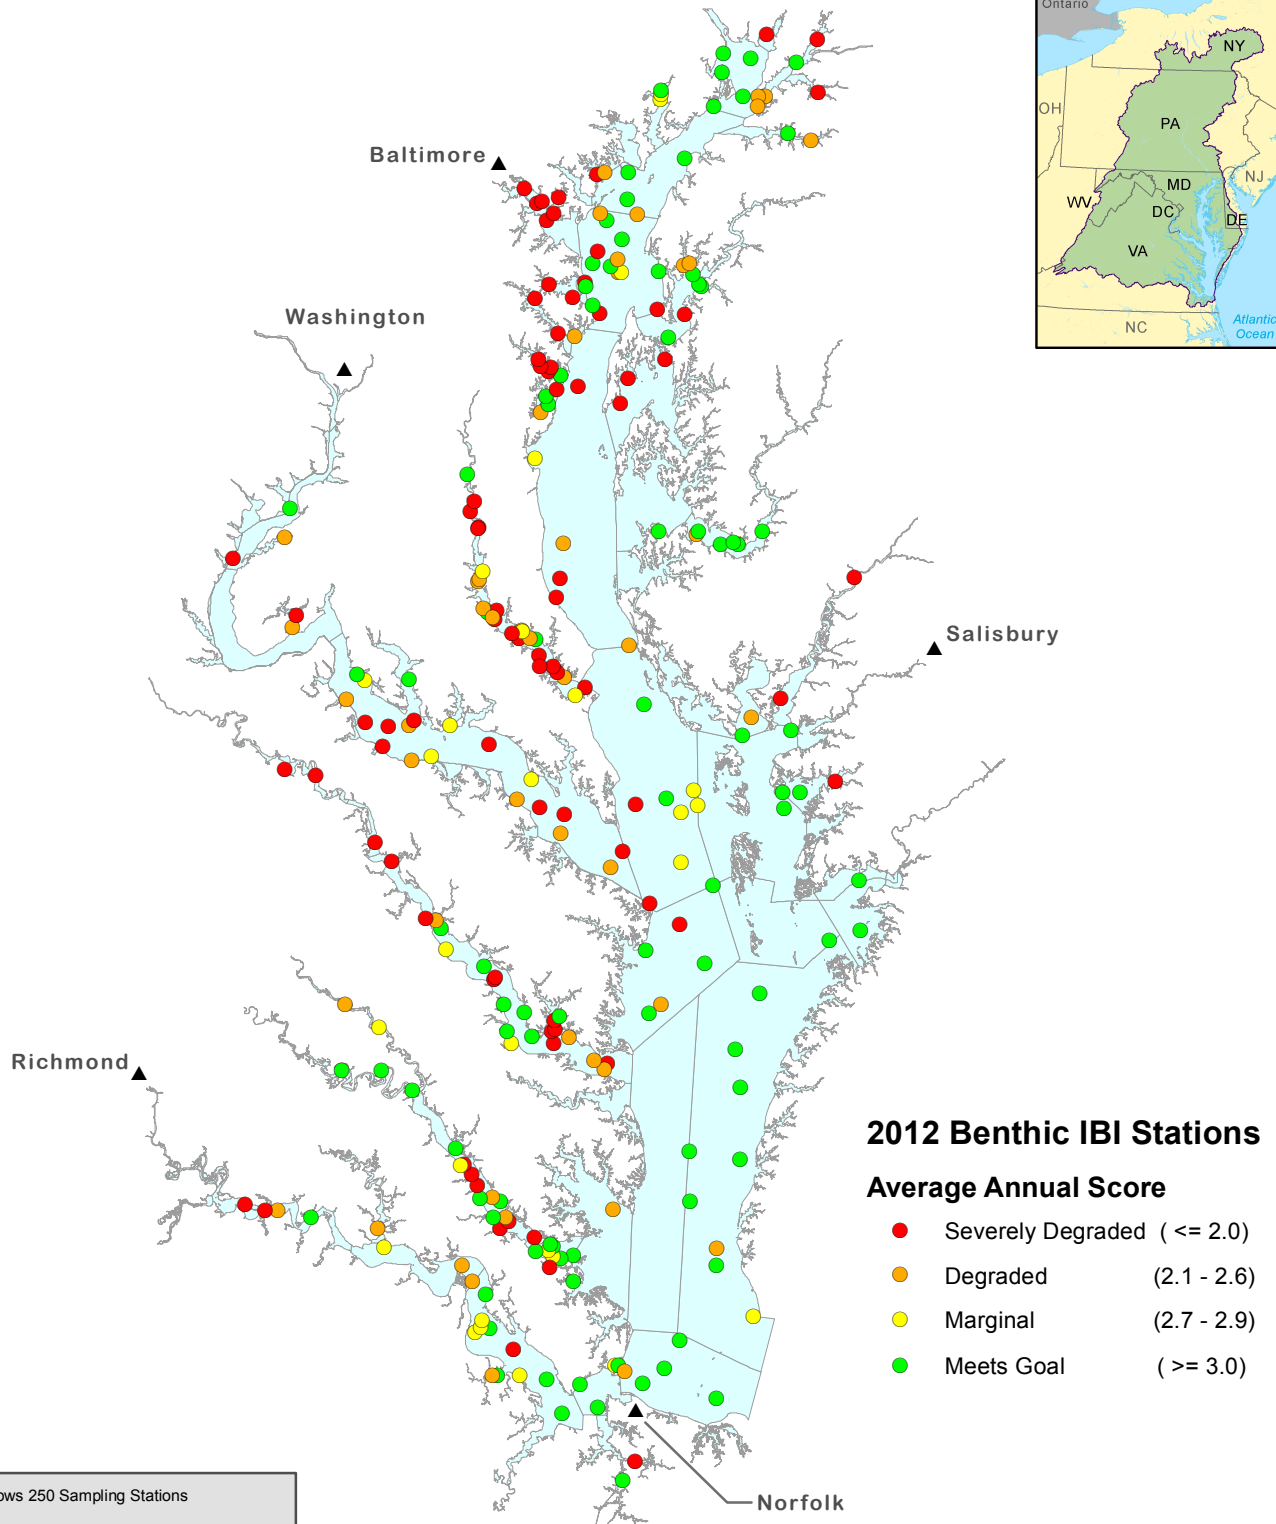 Ontario
NY
OH
PA
NJ
MD
WV
DC
DE
VA
NC
Atlantic
Ocean
Baltimore
Washington
Salisbury
Richmond
2012 Benthic IBI Stations
Average Annual Score
Severely Degraded ( <= 2.0)
Degraded (2.1 - 2.6)
Marginal (2.7 - 2.9)
Meets Goal ( >= 3.0)
250 Sampling Stations
Norfolk